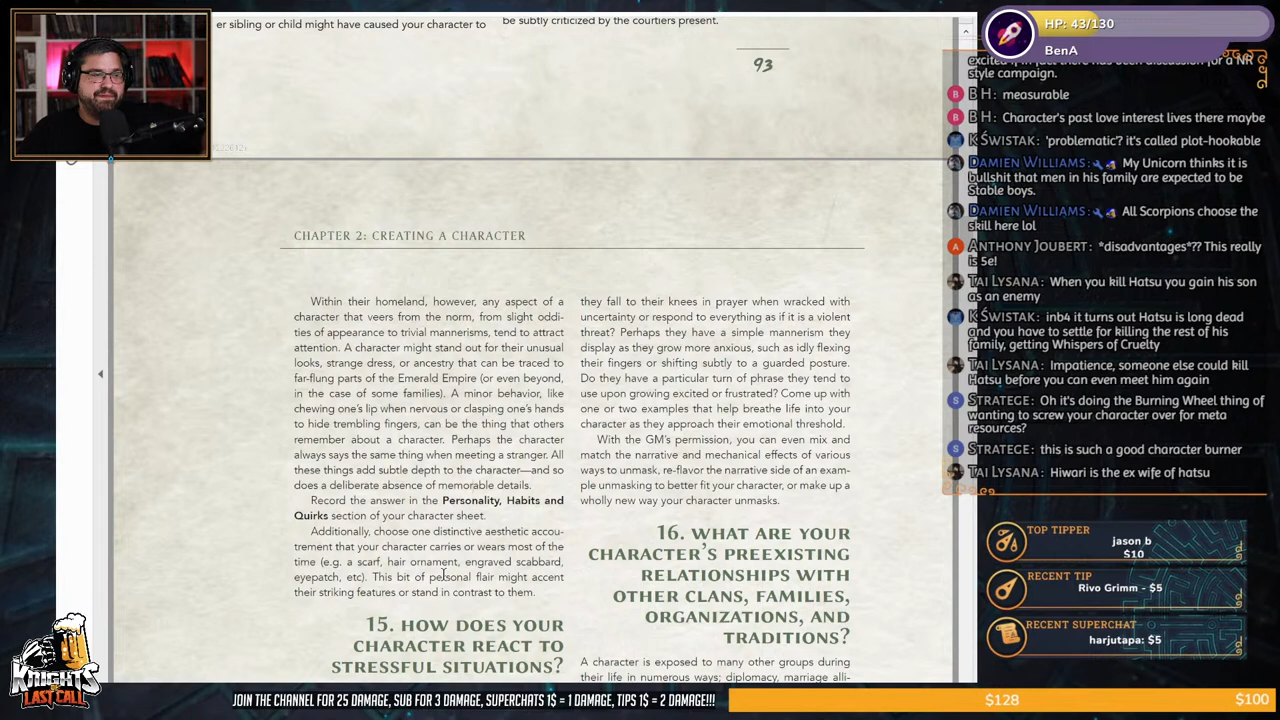 er sibling or child might have caused your character to
be subtly criticized by the courtiers present.
93
CHAPTER 2: CREATING A CHARACTER
Within their homeland, however, any aspect of a
character that veers from the norm, from slight oddi-
ties of appearance to trivial mannerisms, tend to attract
attention. A character might stand out for their unusual
looks, strange dress, or ancestry that can be traced to
far-flung parts of the Emerald Empire (or even beyond,
in the case of some families). A minor behavior, like
chewing one's lip when nervous or clasping one's hands
to hide trembling fingers, can be the thing that others
remember about a character. Perhaps the character
always says the same thing when meeting a stranger. All
these things add subtle depth to the character—and so
does a deliberate absence of memorable details.
Record the answer in the Personality, Habits and
Quirks section of your character sheet.
Additionally, choose one distinctive aesthetic accou-
trement that your character carries or wears most of the
time (e.g. a scarf, hair ornament, engraved scabbard,
eyepatch, etc). This bit of personal flair might accent
their striking features or stand in contrast to them.
15. HOW DOES YOUR
CHARACTER REACT TO
STRESSFUL SITUATIONS?
they fall to their knees in prayer when wracked with
uncertainty or respond to everything as if it is a violent
threat? Perhaps they have a simple mannerism they
display as they grow more anxious, such as idly flexing
their fingers or shifting subtly to a guarded posture.
Do they have a particular turn of phrase they tend to
use upon growing excited or frustrated? Come up with
one or two examples that help breathe life into your
character as they approach their emotional threshold.
With the GM's permission, you can even mix and
match the narrative and mechanical effects of various
ways to unmask, re-flavor the narrative side of an exam-
ple unmasking to better fit your character, or make up a
wholly new way your character unmasks.
16. WHAT ARE YOUR
CHARACTER'S PREEXISTING
RELATIONSHIPS WITH
OTHER CLANS, FAMILIES,
ORGANIZATIONS, AND
TRADITIONS?
A character is exposed to many other groups during
their life in numerous ways; diplomacy, marriage alli-
HP: 43/130
BenA
style campaign.
B H: measurable
B H: Character's past love interest lives there maybe
K ŚWISTAK: 'problematic'? it's called plot-hookable
DAMIEN WILLIAMS: My Unicorn thinks it is
bullshit that men in his family are expected to be
Stable boys.
DAMIEN WILLIAMS: All Scorpions choose the
skill here lol
ANTHONY JOUBERT: *disadvantages*?? This really
is 5e!
TAI LYSANA: When you kill Hatsu you gain his son
as an enemy
K ŚWISTAK: inb4 it turns out Hatsu is long dead
and you have to settle for killing the rest of his
family, getting Whispers of Cruelty
TAI LYSANA: Impatience, someone else could kill
Hatsu before you can even meet him again
STRATEGE: Oh it's doing the Burning Wheel thing of
wanting to screw your character over for meta
resources?
STRATEGE: this is such a good character burner
TAI LYSANA: Hiwari is the ex wife of hatsu
TOP TIPPER
jason b
$10
RECENT TIP
Rivo Grimm - $5
RECENT SUPERCHAT
harjutapa: $5
KNIGHTS
OF LAST CALL
JOIN THE CHANNEL FOR 25 DAMAGE, SUB FOR 3 DAMAGE, SUPERCHATS 1$ = 1 DAMAGE, TIPS 1$ = 2 DAMAGE!!!
$128
$100